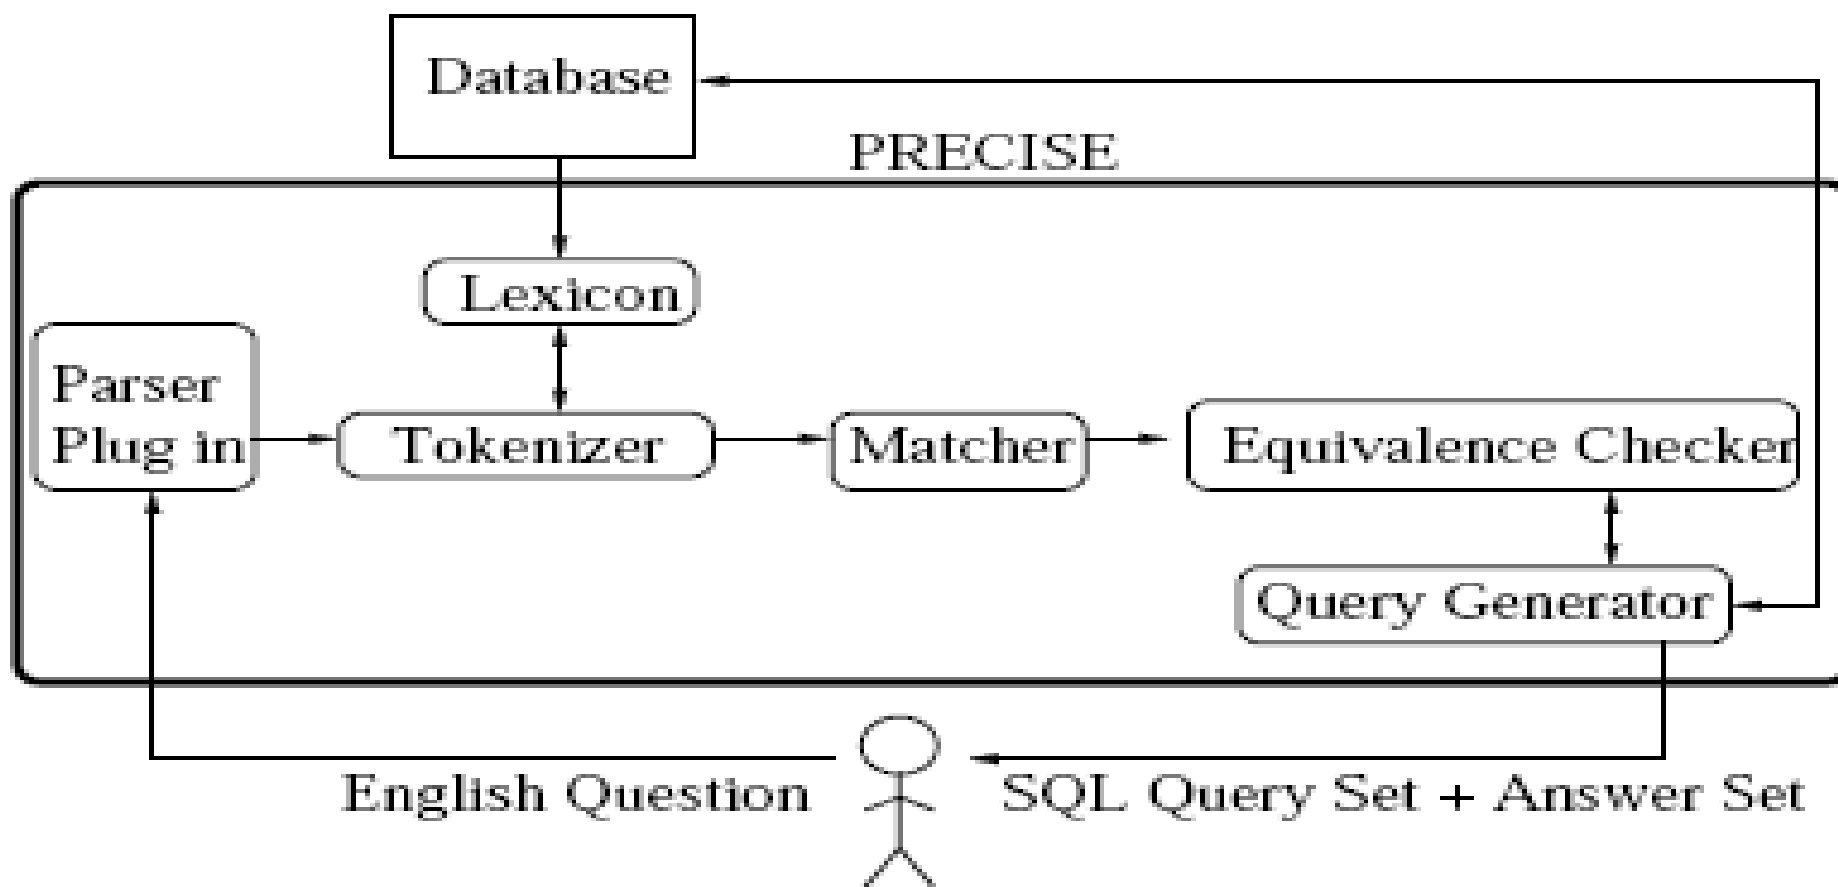 Database
PRECISE
Lexicon
Parser
Plug in
Tokenizer
Matcher
Equivalence Checker
Query Generator
English Question
SQL Query Set + Answer Set